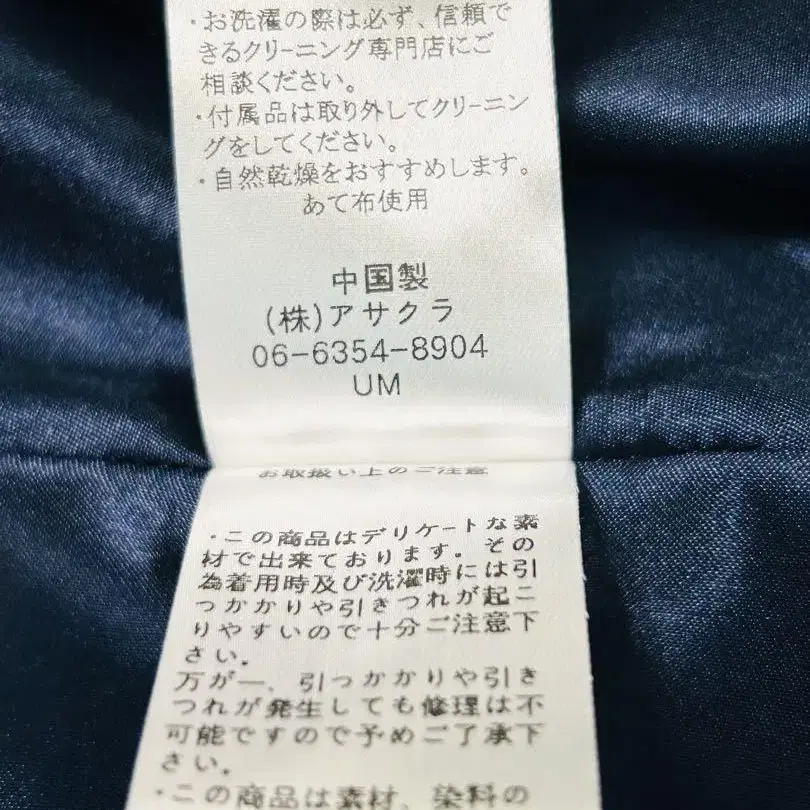 ・お洗濯の際は必ず、信頼で
きるクリーニング専門店にご
相談ください。
・付属品は取り外してクリーニン
グをしてください。
・自然乾燥をおすすめします。
あて布使用
中国製
(株)アサクラ
06-6354-8904
UM
お取扱い上のご注意
・この商品はデリケートな素
材で出来ております。その
為着用時及び洗濯時には引
っかかりや引きつれが起こ
りやすいので十分ご注意下
さい。
万が一、引っかかりや引き
つれが発生しても修理は不
可能ですので予めご了承下
さい。
・この商品は素材、染料の